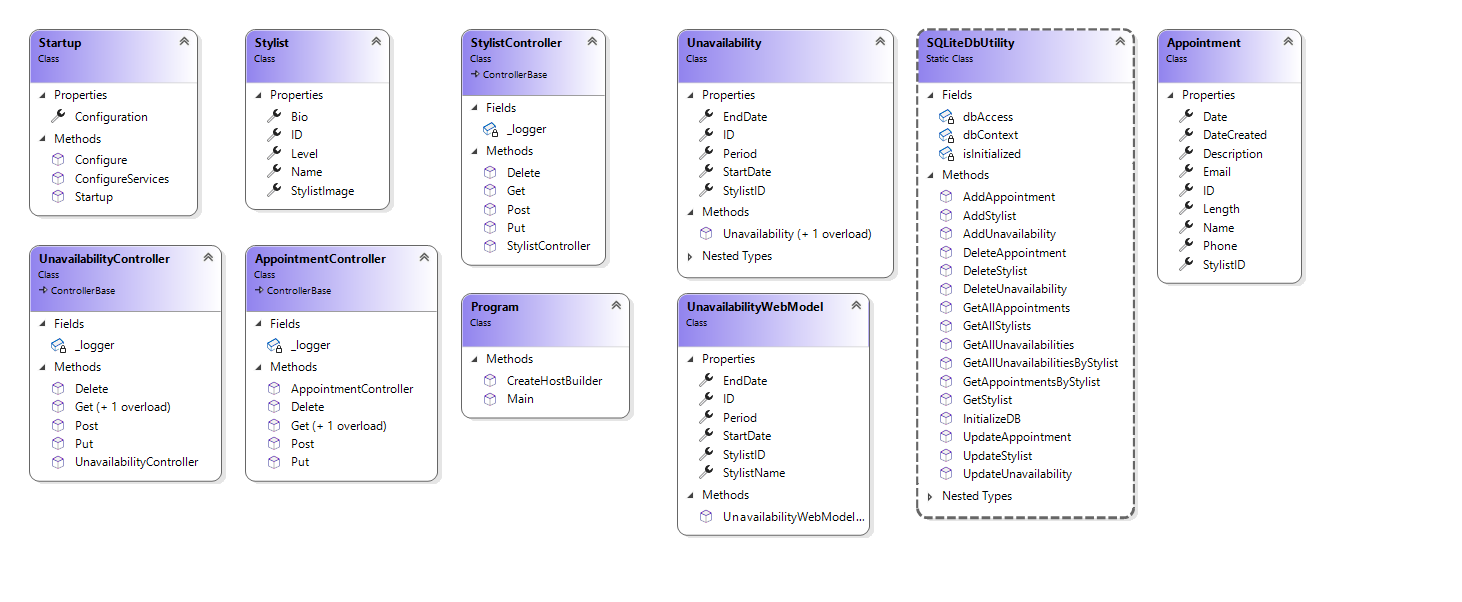 Startup
Class
Properties
Configuration
Methods
Configure
ConfigureServices
Startup
Stylist
Class
Properties
Bio
ID
Level
Name
StylistImage
StylistController
Class
ControllerBase
Fields
_logger
Methods
Delete
Get
Post
Put
StylistController
Unavailability
Class
Properties
EndDate
ID
Period
StartDate
StylistID
Methods
Unavailability (+ 1 overload)
Nested Types
SQLiteDbUtility
Static Class
Fields
dbAccess
dbContext
isInitialized
Methods
AddAppointment
AddStylist
AddUnavailability
DeleteAppointment
DeleteStylist
DeleteUnavailability
GetAllAppointments
GetAllStylists
GetAllUnavailabilities
GetAllUnavailabilitiesByStylist
GetAppointmentsByStylist
GetStylist
InitializeDB
UpdateAppointment
UpdateStylist
UpdateUnavailability
Nested Types
Appointment
Class
Properties
Date
DateCreated
Description
Email
ID
Length
Name
Phone
StylistID
UnavailabilityController
Class
ControllerBase
Fields
_logger
Methods
Delete
Get (+ 1 overload)
Post
Put
UnavailabilityController
AppointmentController
Class
ControllerBase
Fields
_logger
Methods
AppointmentController
Delete
Get (+ 1 overload)
Post
Put
Program
Class
Methods
CreateHostBuilder
Main
UnavailabilityWebModel
Class
Properties
EndDate
ID
Period
StartDate
StylistID
StylistName
Methods
UnavailabilityWebModel...